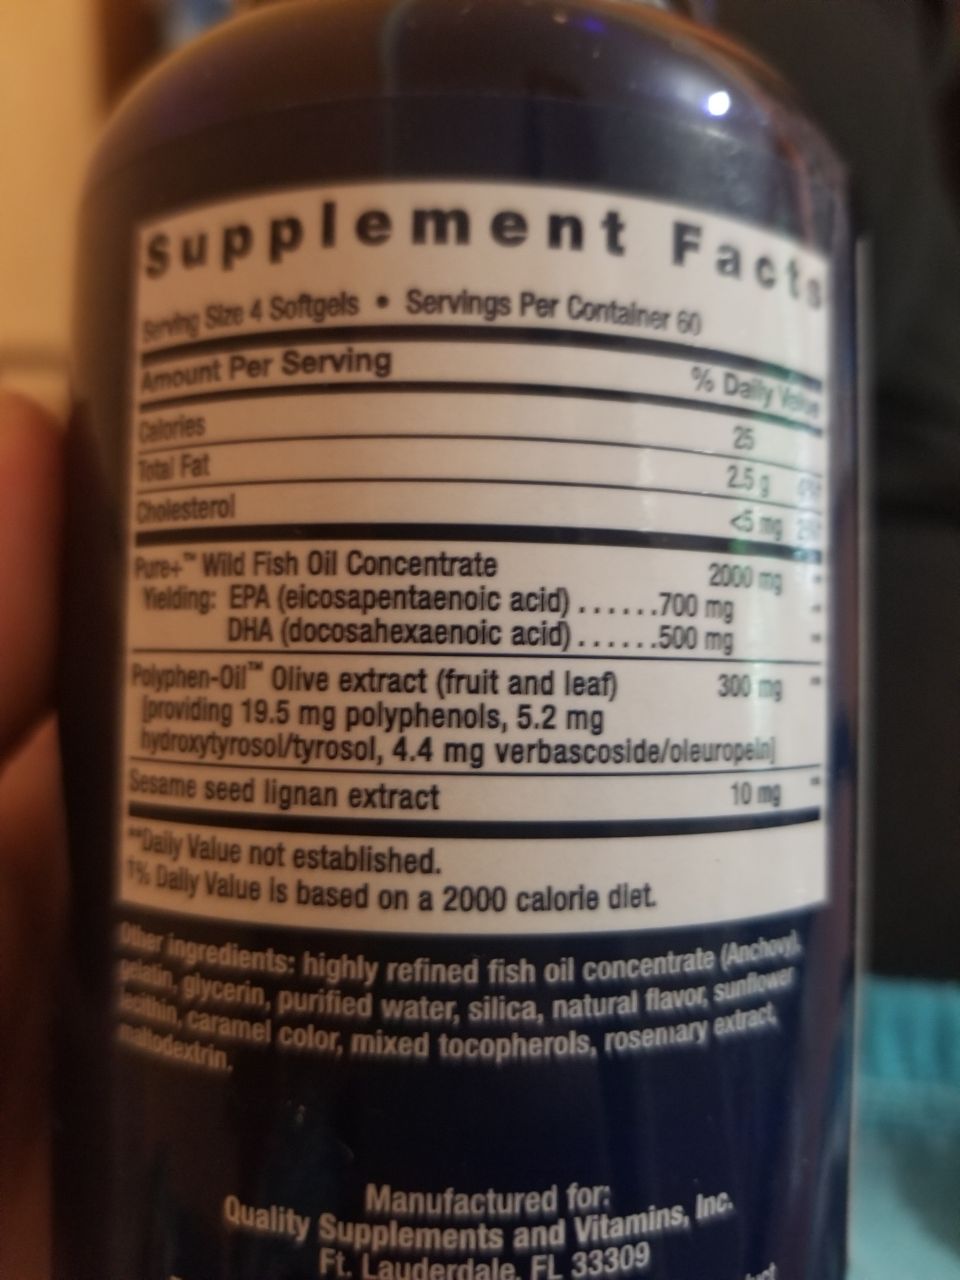 Supplement Facts
Serving Size 4 Softgels • Servings Per Container 60
Amount Per Serving % Daily Value
Calories 25
Total Fat 2.5 g
Cholesterol <5 mg
Pure+™ Wild Fish Oil Concentrate 2000 mg **
Yielding: EPA (eicosapentaenoic acid) ......700 mg **
DHA (docosahexaenoic acid) ......500 mg **
Polyphen-Oil™ Olive extract (fruit and leaf) 300 mg **
[providing 19.5 mg polyphenols, 5.2 mg
hydroxytyrosol/tyrosol, 4.4 mg verbascoside/oleuropein]
Sesame seed lignan extract 10 mg **
**Daily Value not established.
†% Daily Value is based on a 2000 calorie diet.
Other ingredients: highly refined fish oil concentrate (Anchovy),
gelatin, glycerin, purified water, silica, natural flavor, sunflower
lecithin, caramel color, mixed tocopherols, rosemary extract,
maltodextrin.
Manufactured for:
Quality Supplements and Vitamins, Inc.
Ft. Lauderdale, FL 33309